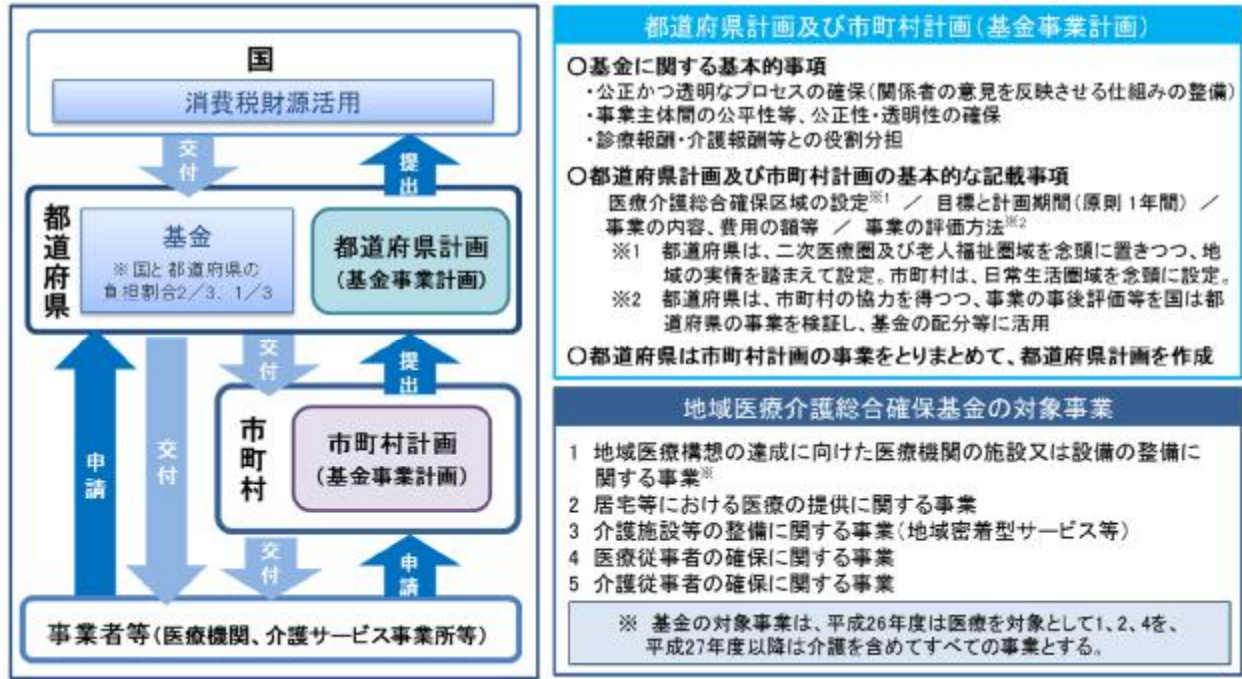 国
消費税財源活用
交付
提出
都道府県
基金
※国と都道府県の
負担割合2/3、1/3
都道府県計画
(基金事業計画)
交付
提出
市町村
市町村計画
(基金事業計画)
申請
交付
交付
申請
事業者等(医療機関、介護サービス事業所等)
都道府県計画及び市町村計画(基金事業計画)
○基金に関する基本的事項
・公正かつ透明なプロセスの確保(関係者の意見を反映させる仕組みの整備)
・事業主体間の公平性等、公正性・透明性の確保
・診療報酬・介護報酬等との役割分担
○都道府県計画及び市町村計画の基本的な記載事項
医療介護総合確保区域の設定※1 / 目標と計画期間(原則1年間) /
事業の内容、費用の額等 / 事業の評価方法※2
※1 都道府県は、二次医療圏及び老人福祉圏域を念頭に置きつつ、地
域の実情を踏まえて設定。市町村は、日常生活圏域を念頭に設定。
※2 都道府県は、市町村の協力を得つつ、事業の事後評価等を国は都
道府県の事業を検証し、基金の配分等に活用
○都道府県は市町村計画の事業をとりまとめて、都道府県計画を作成
地域医療介護総合確保基金の対象事業
1 地域医療構想の達成に向けた医療機関の施設又は設備の整備に
関する事業※
2 居宅等における医療の提供に関する事業
3 介護施設等の整備に関する事業(地域密着型サービス等)
4 医療従事者の確保に関する事業
5 介護従事者の確保に関する事業
※ 基金の対象事業は、平成26年度は医療を対象として1、2、4を、
平成27年度以降は介護を含めてすべての事業とする。